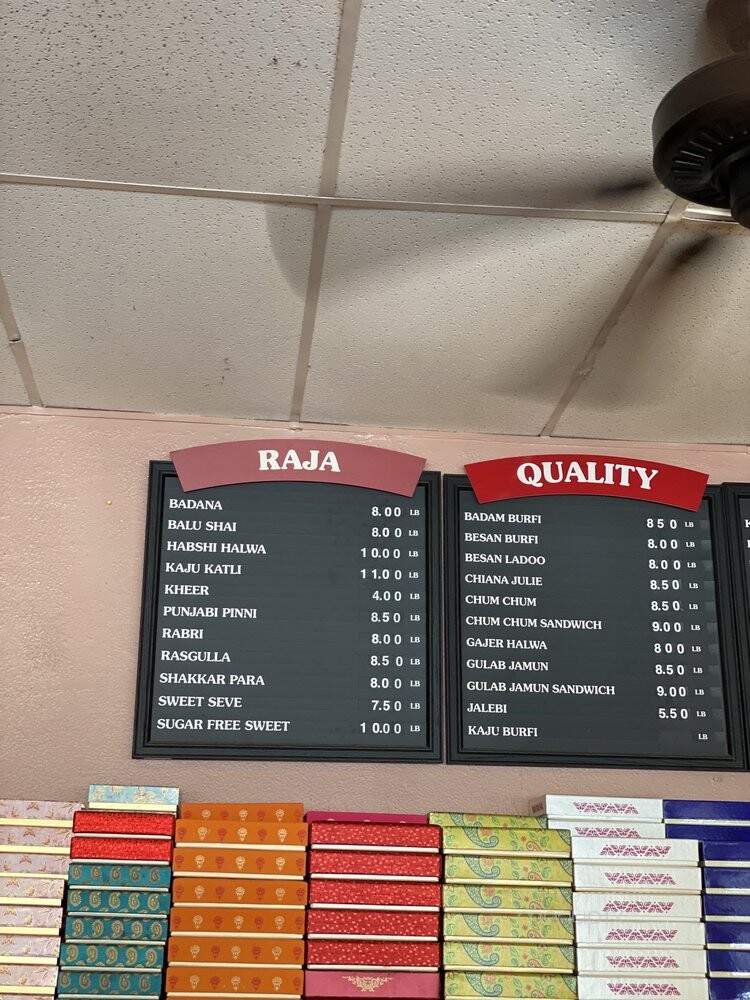 RAJA
BADANA 8.00 LB
BALU SHAI 8.00 LB
HABSHI HALWA 10.00 LB
KAJU KATLI 11.00 LB
KHEER 4.00 LB
PUNJABI PINNI 8.50 LB
RABRI 8.00 LB
RASGULLA 8.50 LB
SHAKKAR PARA 8.00 LB
SWEET SEVE 7.50 LB
SUGAR FREE SWEET 10.00 LB
QUALITY
BADAM BURFI 850 LB
BESAN BURFI 8.00 LB
BESAN LADOO 8.00 LB
CHIANA JULIE 8.50 LB
CHUM CHUM 8.50 LB
CHUM CHUM SANDWICH 9.00 LB
GAJER HALWA 800 LB
GULAB JAMUN 8.50 LB
GULAB JAMUN SANDWICH 9.00 LB
JALEBI 5.50 LB
KAJU BURFI LB